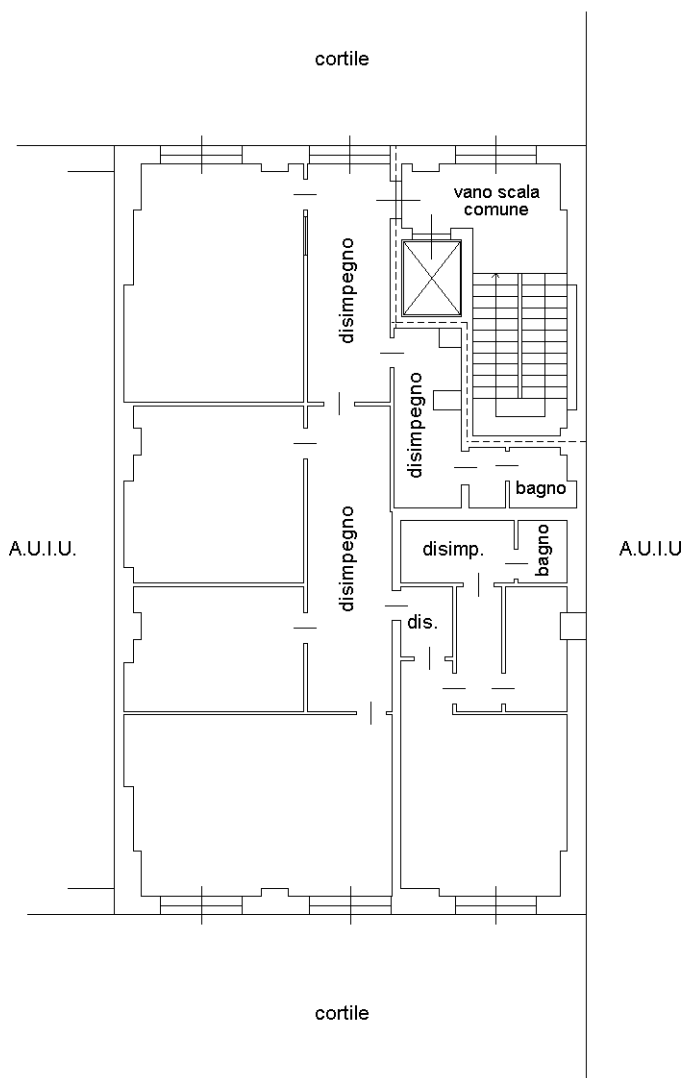 cortile
vano scala
comune
disimpegno
disimpegno
bagno
A.U.I.U.
disimp.
bagno
A.U.I.U
disimpegno
dis.
cortile